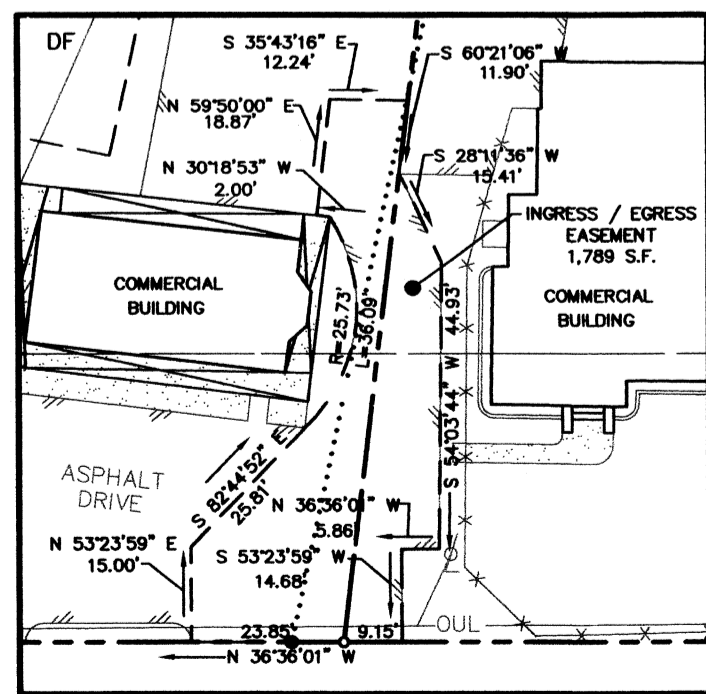 DF
S 35°43'16" E
12.24'
S 60°21'06"
11.90'
W
N 59°50'00" E
18.87'
N 30°18'53" W
2.00'
S 28°11'36" W
15.41'
INGRESS / EGRESS
EASEMENT
1,789 S.F.
COMMERCIAL
BUILDING
COMMERCIAL
BUILDING
R=25.73'
L=36.09'
S 54°03'44" W 44.93'
S 82°44'52" E
25.81'
ASPHALT
DRIVE
N 36°36'01" W
5.86
N 53°23'59" E
15.00'
S 53°23'59" W
14.68'
OUL
23.85'
9.15'
N 36°36'01" W